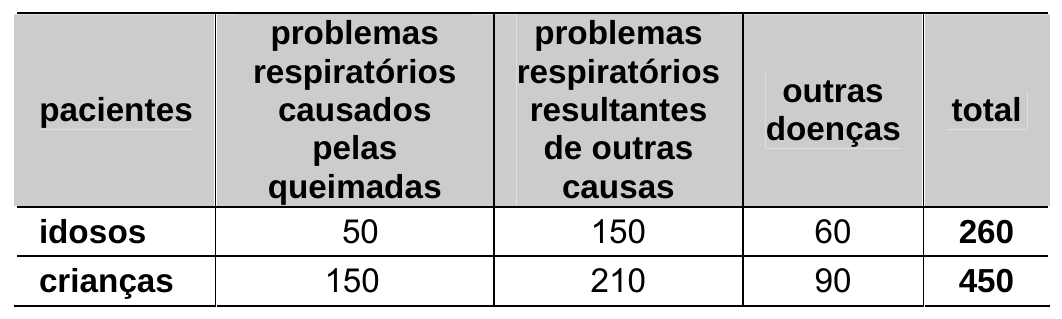 pacientes
problemas
respiratórios
causados
pelas
queimadas
problemas
respiratórios
resultantes
de outras
causas
outras
doenças
total
idosos 50 150 60 260
crianças 150 210 90 450